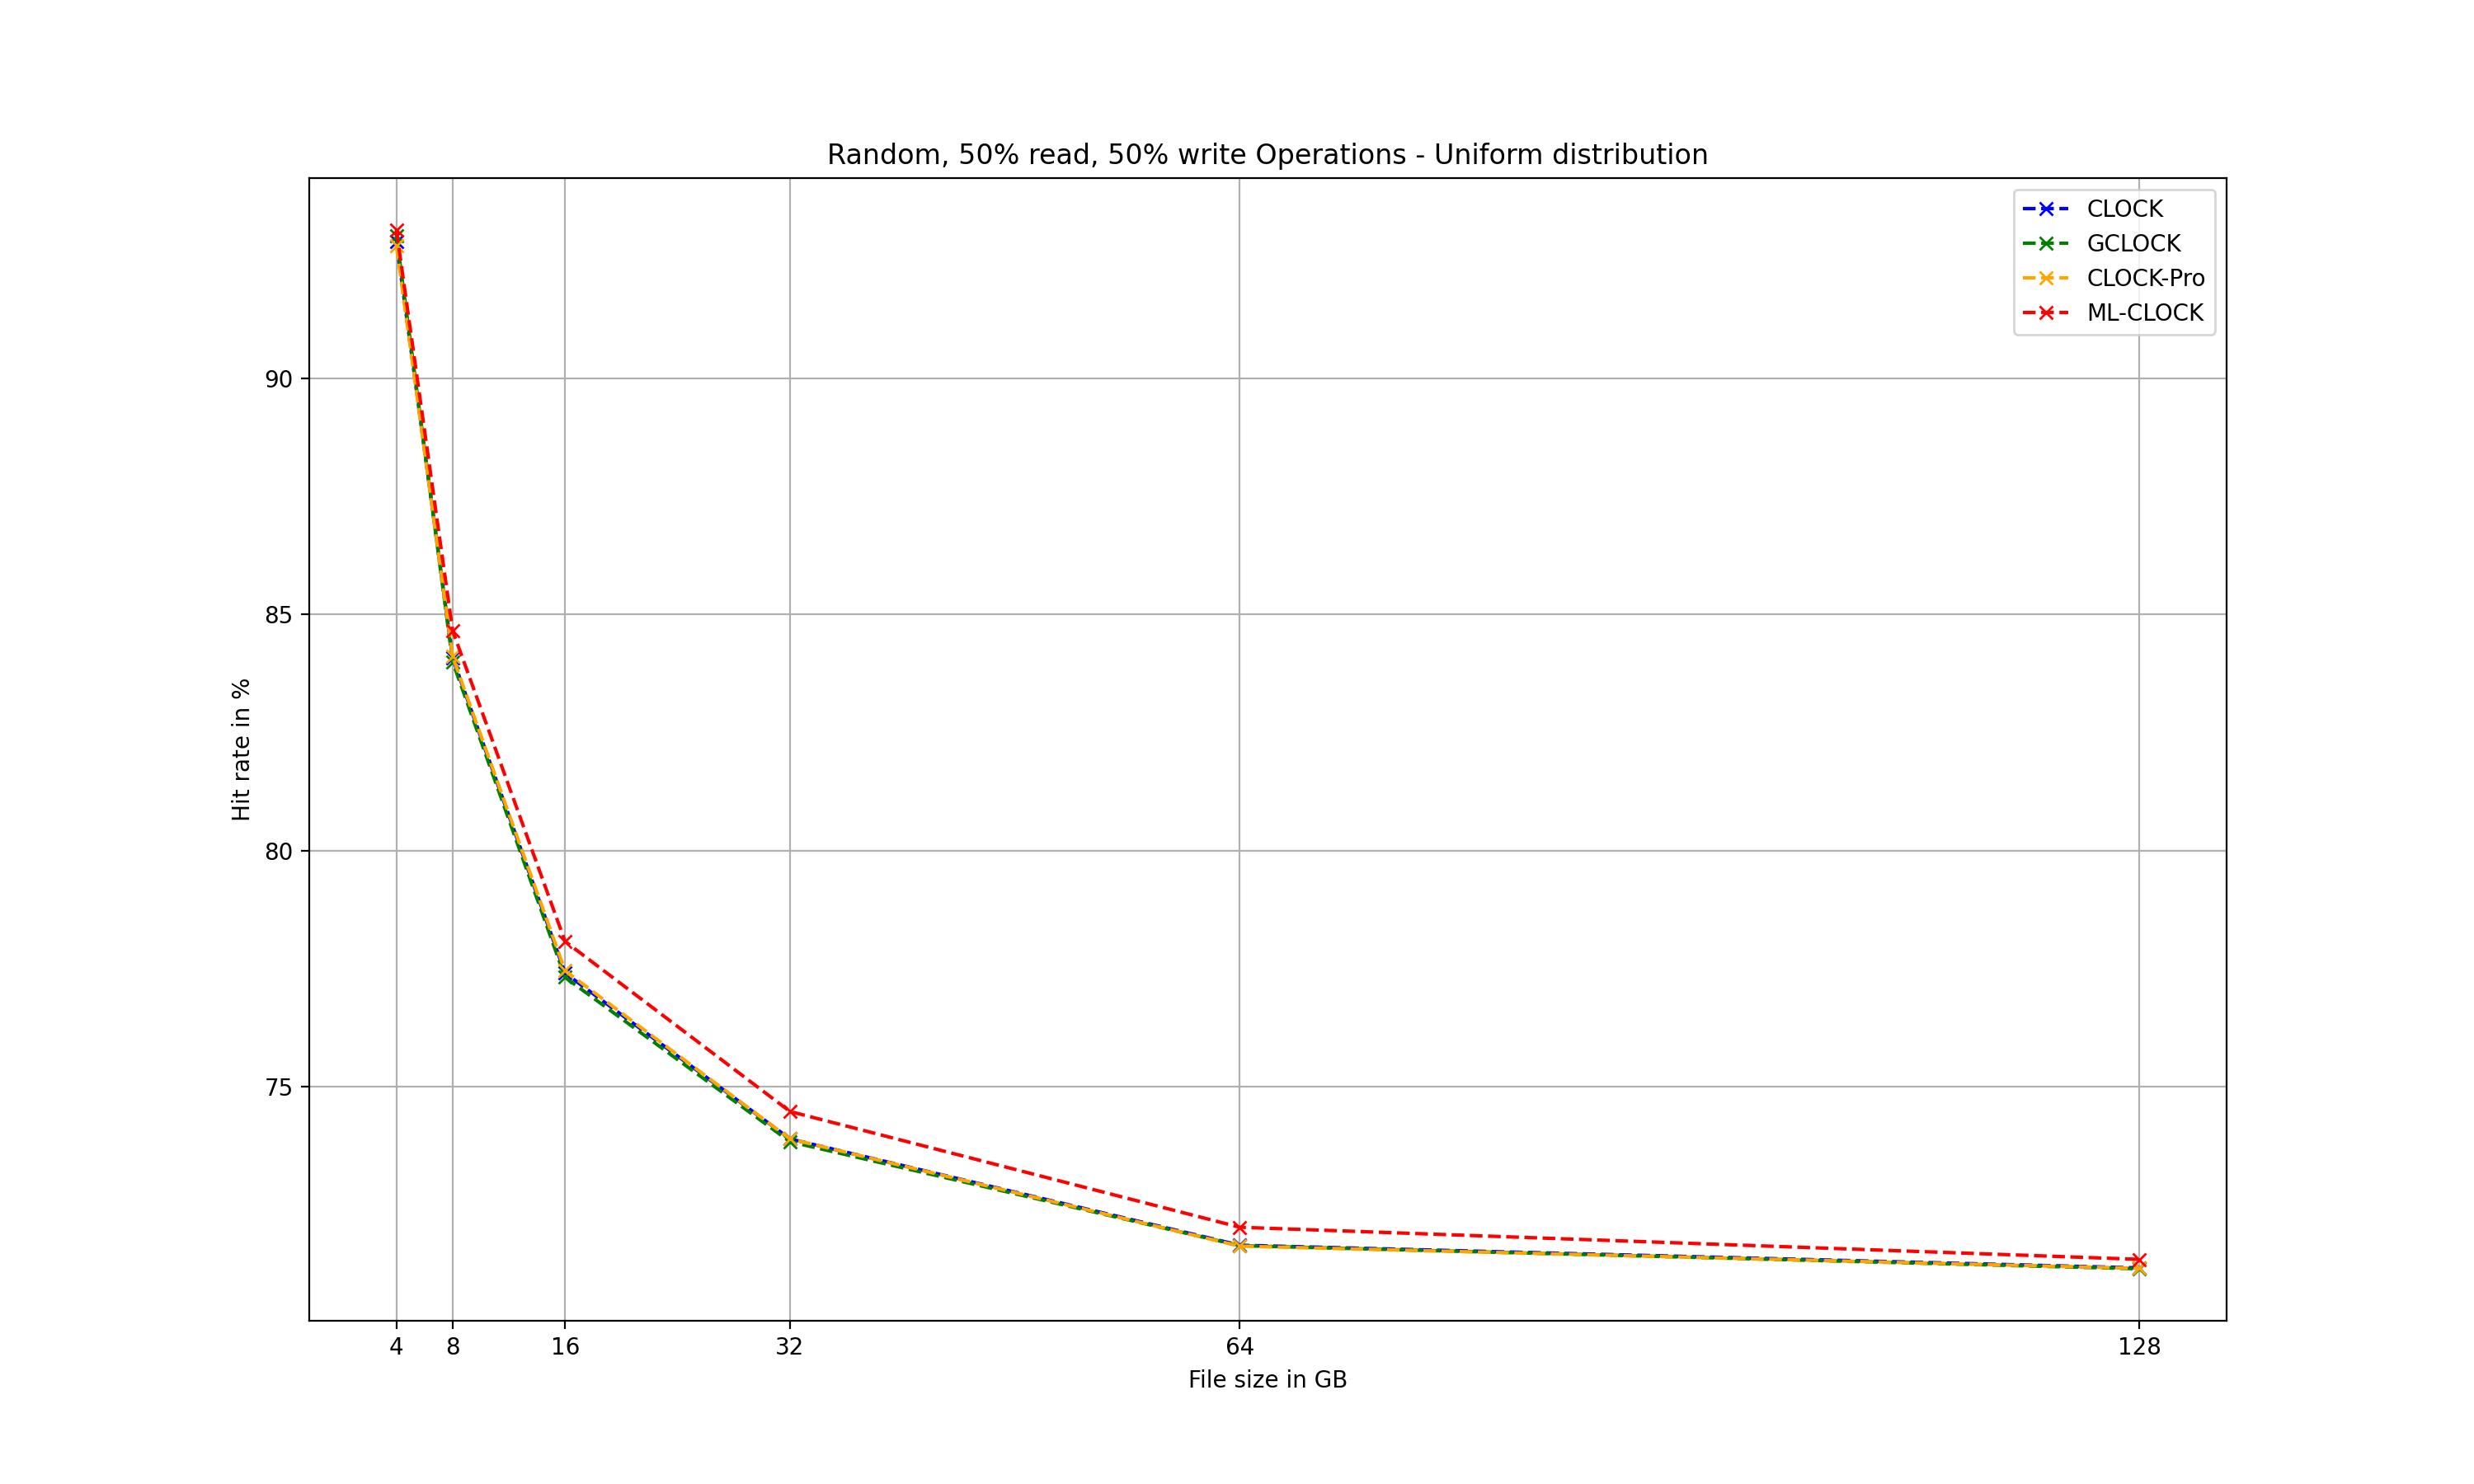 Random, 50% read, 50% write Operations - Uniform distribution
CLOCK
GCLOCK
CLOCK-Pro
ML-CLOCK
90
85
80
75
Hit rate in %
4 8 16 32 64 128
File size in GB